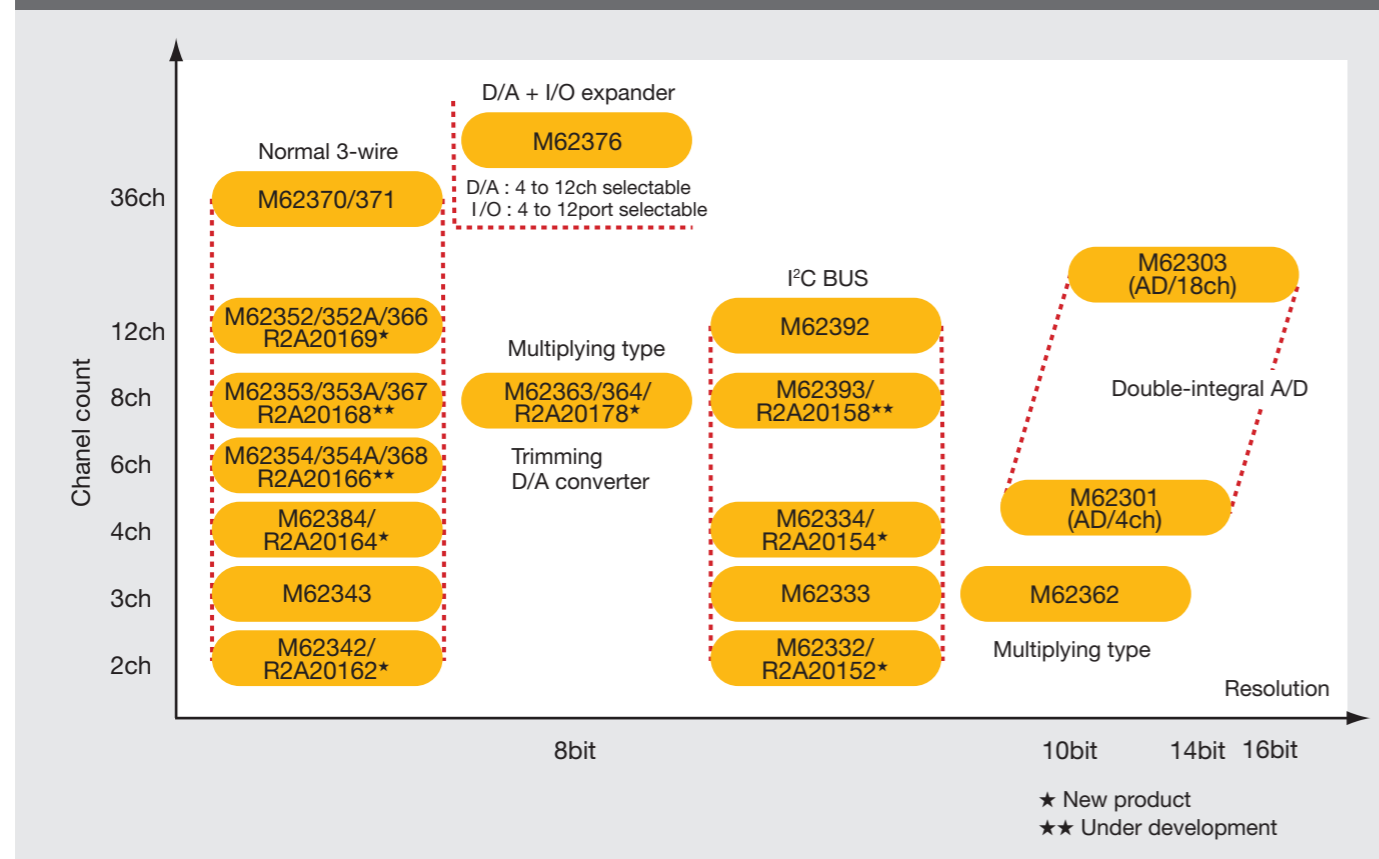 D/A + I/O expander
M62376
D/A : 4 to 12ch selectable
I/O : 4 to 12port selectable
Normal 3-wire
M62370/371
M62352/352A/366
R2A20169★
M62353/353A/367
R2A20168★★
M62354/354A/368
R2A20166★★
M62384/
R2A20164★
M62343
M62342/
R2A20162★
Multiplying type
M62363/364/
R2A20178★
Trimming
D/A converter
I²C BUS
M62392
M62393/
R2A20158★★
M62334/
R2A20154★
M62333
M62332/
R2A20152★
M62303
(AD/18ch)
Double-integral A/D
M62301
(AD/4ch)
M62362
Multiplying type
Chanel count
36ch
12ch
8ch
6ch
4ch
3ch
2ch
Resolution
8bit
10bit
14bit
16bit
★ New product
★★ Under development